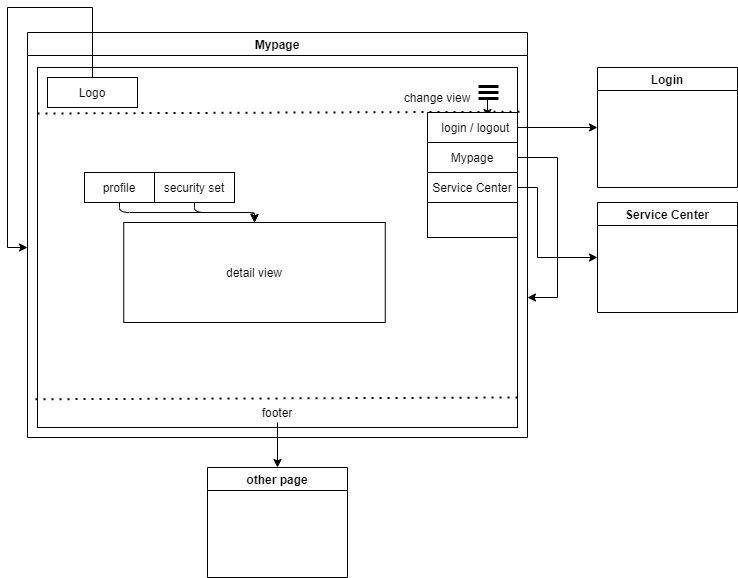 Mypage
Logo
change view
login / logout
Mypage
Service Center
profile
security set
detail view
footer
Login
Service Center
other page